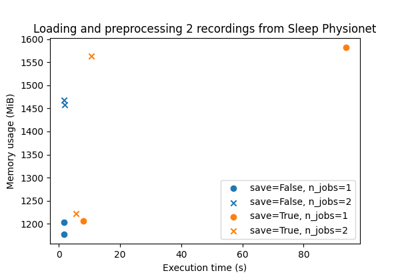 Loading and preprocessing 2 recordings from Sleep Physionet
Memory usage (MiB)
1600
1550
1500
1450
1400
1350
1300
1250
1200
save=False, n_jobs=1
save=False, n_jobs=2
save=True, n_jobs=1
save=True, n_jobs=2
0 20 40 60 80
Execution time (s)